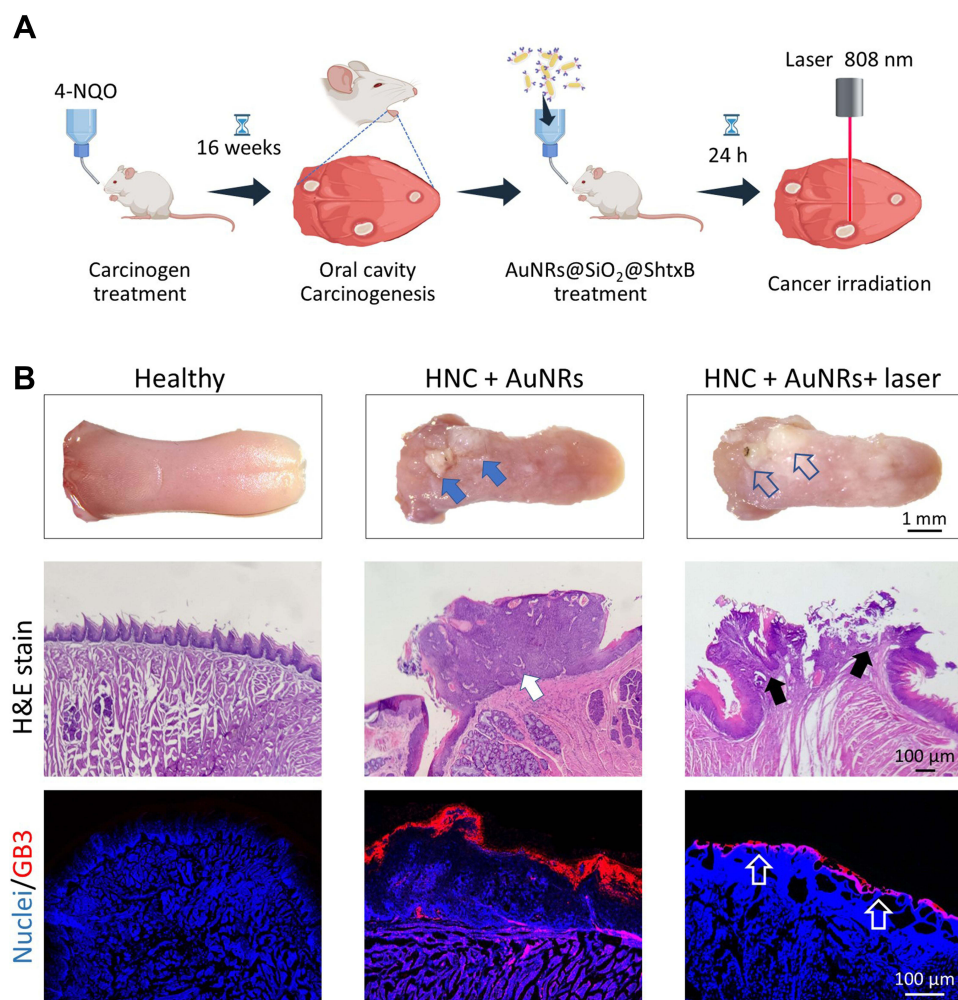 A
4-NQO
16 weeks
24 h
Laser 808 nm
Carcinogen
treatment
Oral cavity
Carcinogenesis
AuNRs@SiO₂@ShtxB
treatment
Cancer irradiation
B
Healthy
HNC + AuNRs
HNC + AuNRs+ laser
1 mm
H&E stain
100 µm
Nuclei/GB3
100 µm